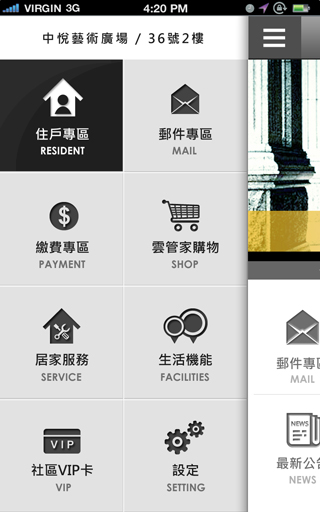 VIRGIN 3G 4:20 PM
中悅藝術廣場 / 36號2樓
住戶專區
RESIDENT
郵件專區
MAIL
繳費專區
PAYMENT
雲管家購物
SHOP
居家服務
SERVICE
生活機能
FACILITIES
VIP
社區VIP卡
VIP
設定
SETTING
郵件專區
MAIL
NEWS
最新公告
NEWS